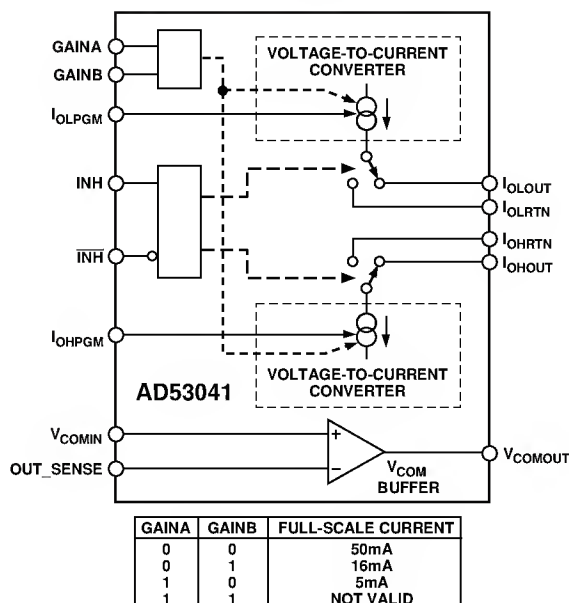 GAINA
GAINB
VOLTAGE-TO-CURRENT
CONVERTER
IOLPGM
INH
IOLOUT
IOLRTN
IOHRTN
INH
IOHOUT
IOHPGM
VOLTAGE-TO-CURRENT
CONVERTER
AD53041
VCOMIN
+
OUT_SENSE
–
VCOM
BUFFER
VCOMOUT
GAINA GAINB FULL-SCALE CURRENT
0 0 50mA
0 1 16mA
1 0 5mA
1 1 NOT VALID